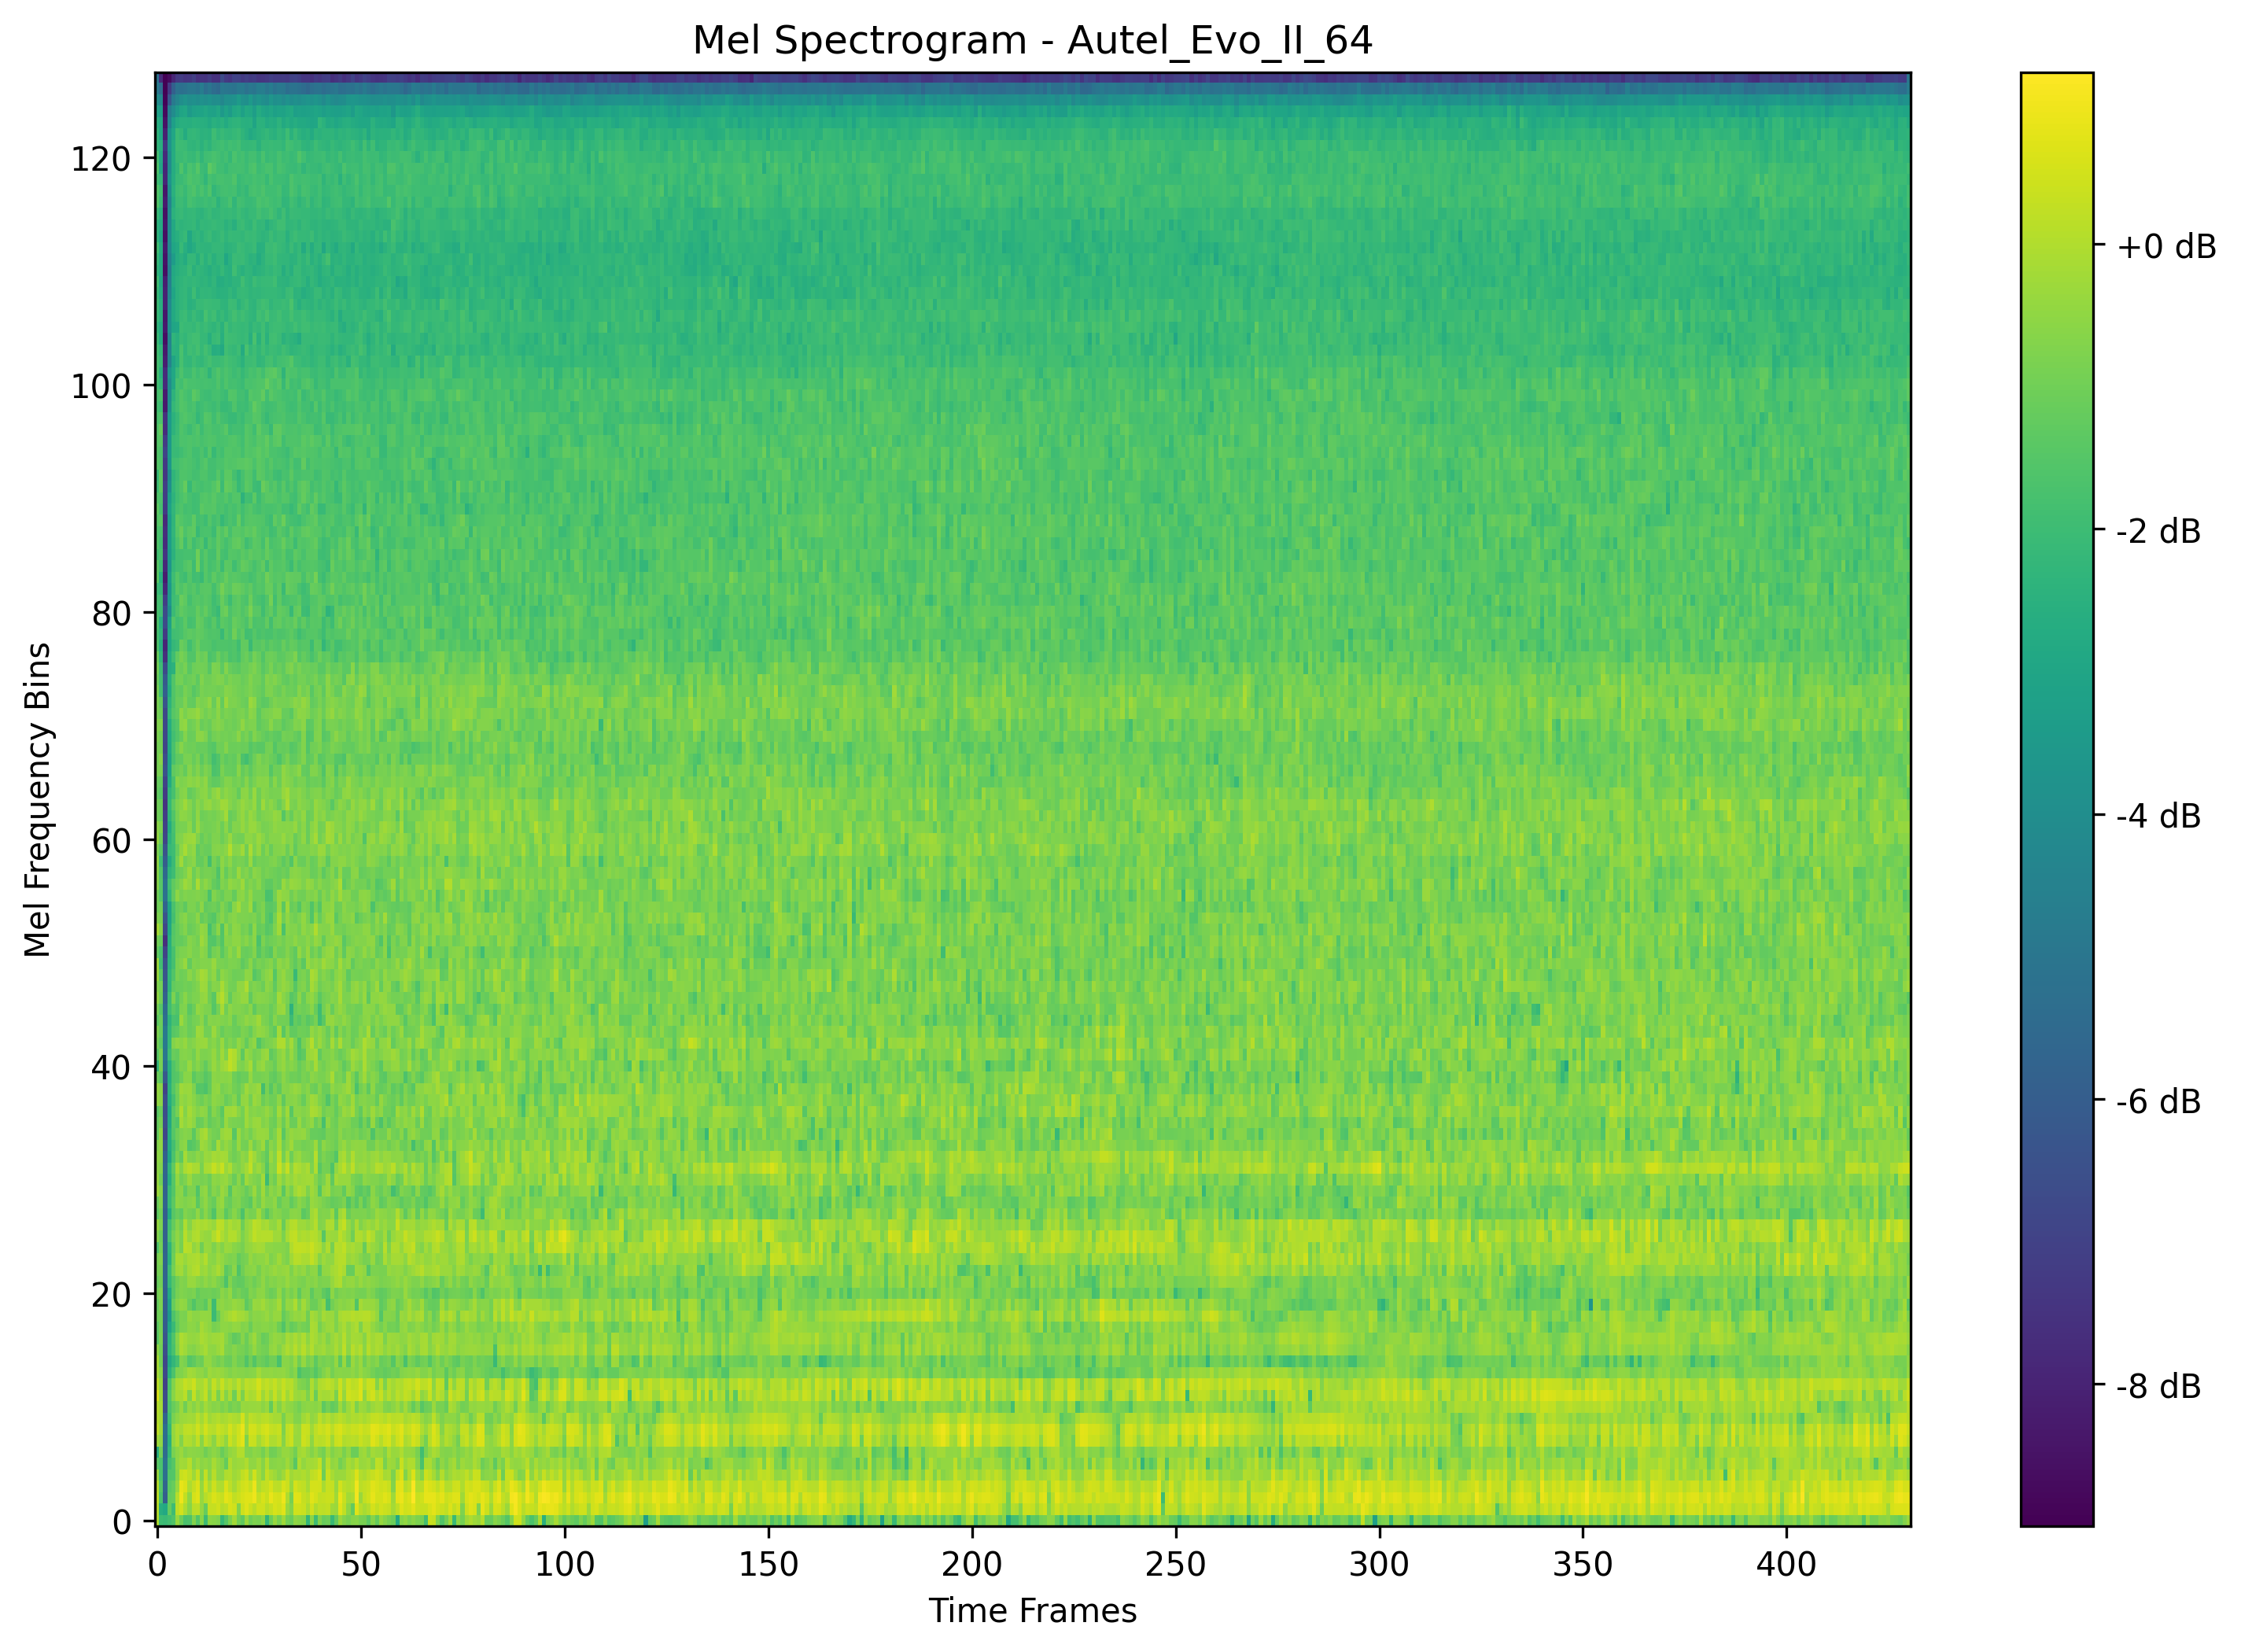 Mel Spectrogram - Autel_Evo_II_64
Mel Frequency Bins
120
100
80
60
40
20
0
0 50 100 150 200 250 300 350 400
Time Frames
+0 dB
-2 dB
-4 dB
-6 dB
-8 dB